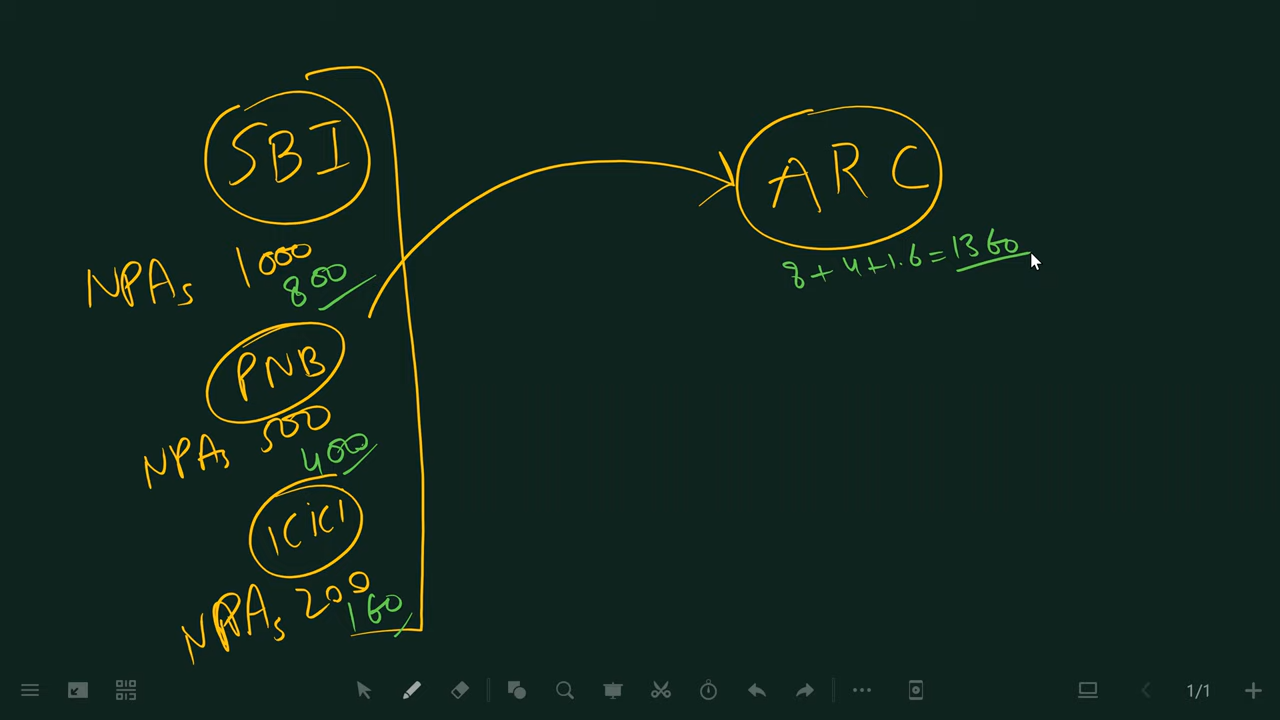 SBI
NPAs 1000
800
PNB
NPAs 500
400
ICICI
NPAs 200
160
ARC
8+4+1.6=1360
1/1